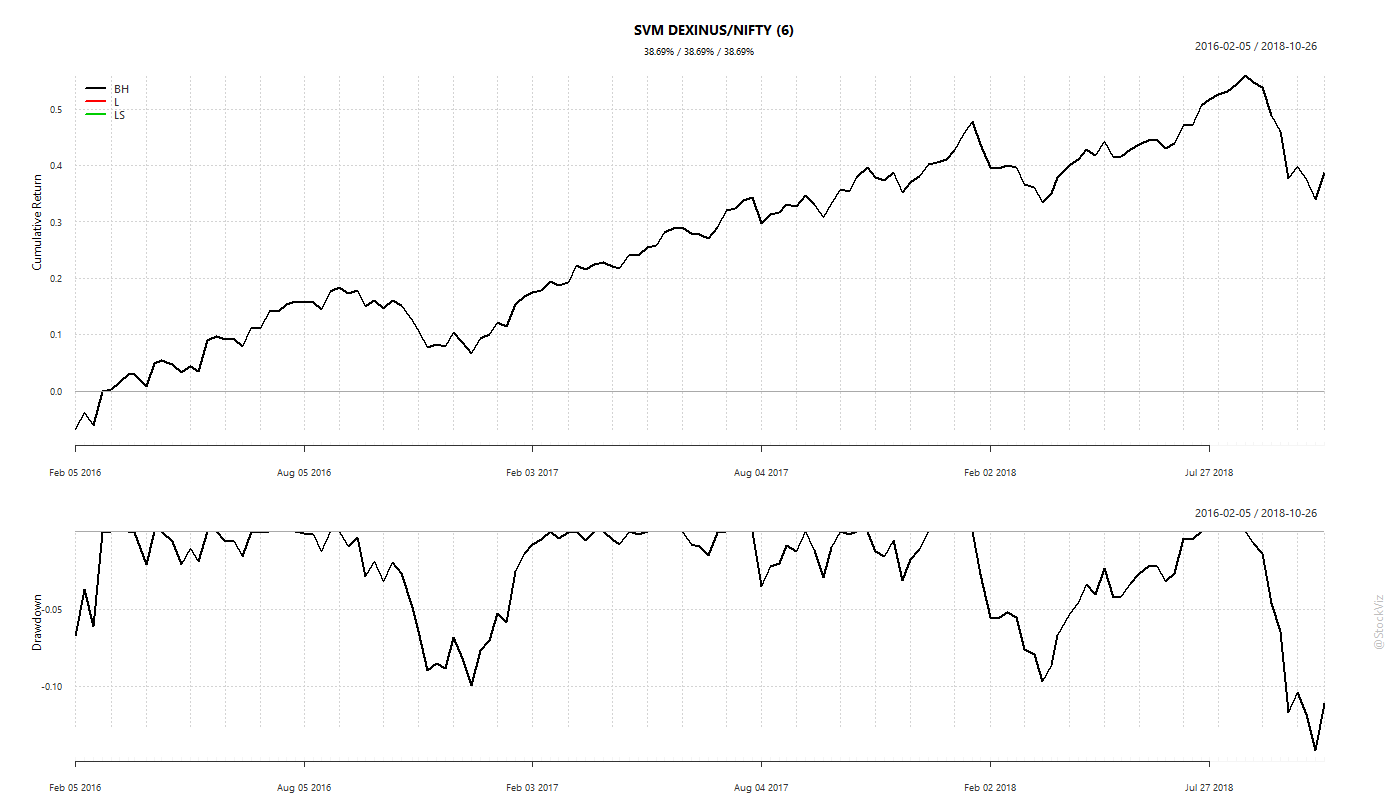 SVM DEXINUS/NIFTY (6)
38.69% / 38.69% / 38.69%
2016-02-05 / 2018-10-26
BH
L
LS
Cumulative Return
0.5
0.4
0.3
0.2
0.1
0.0
Feb 05 2016 Aug 05 2016 Feb 03 2017 Aug 04 2017 Feb 02 2018 Jul 27 2018
2016-02-05 / 2018-10-26
Drawdown
-0.05
-0.10
Feb 05 2016 Aug 05 2016 Feb 03 2017 Aug 04 2017 Feb 02 2018 Jul 27 2018
@StockViz